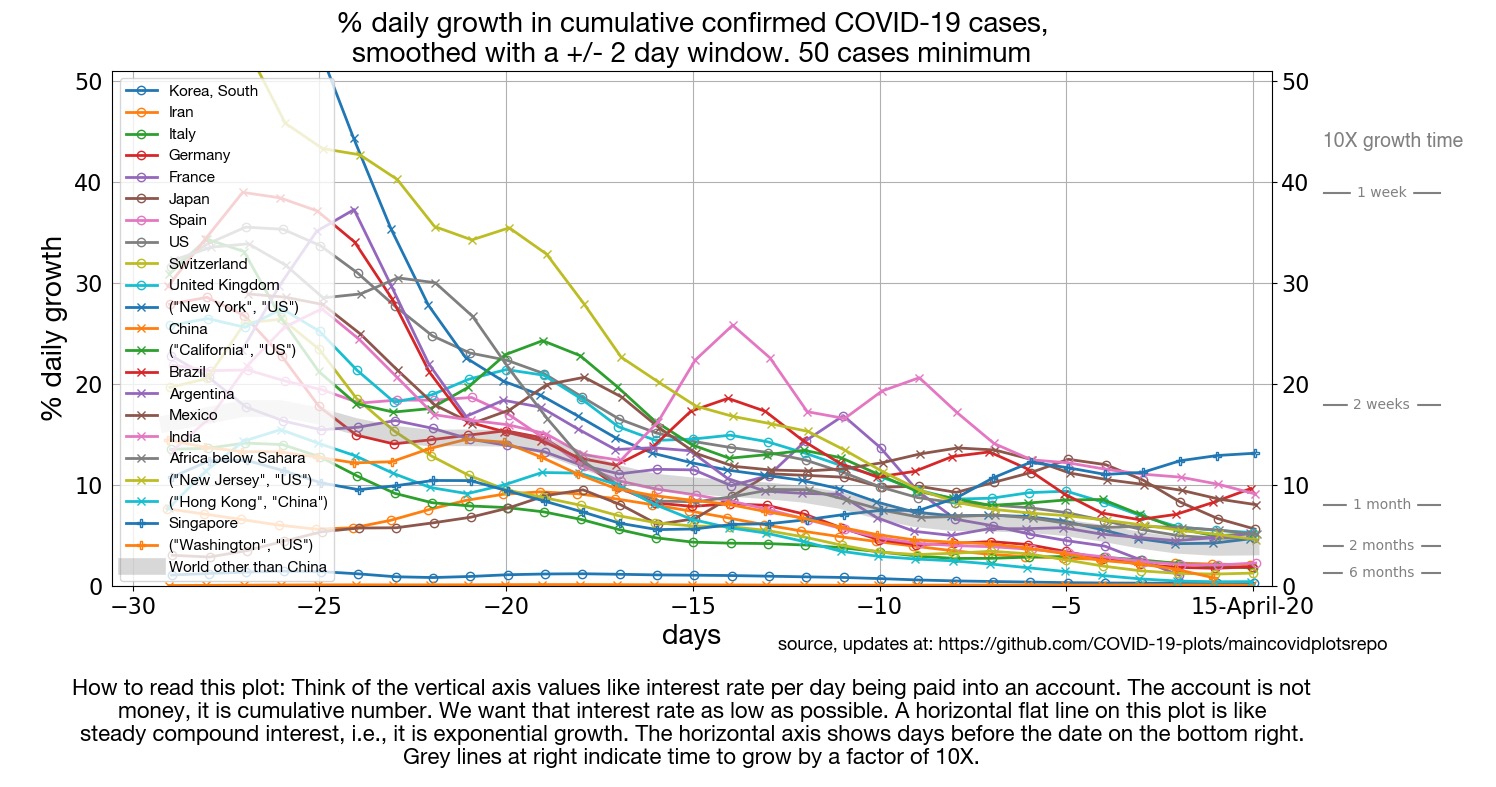 % daily growth in cumulative confirmed COVID-19 cases,
smoothed with a +/- 2 day window. 50 cases minimum
% daily growth
50
40
30
20
10
0
Korea, South
Iran
Italy
Germany
France
Japan
Spain
US
Switzerland
United Kingdom
("New York", "US")
China
("California", "US")
Brazil
Argentina
Mexico
India
Africa below Sahara
("New Jersey", "US")
("Hong Kong", "China")
Singapore
("Washington", "US")
World other than China
50
40
30
20
10
0
10X growth time
1 week
2 weeks
1 month
2 months
6 months
−30
−25
−20
−15
−10
−5
15-April-20
days
source, updates at: https://github.com/COVID-19-plots/maincovidplotsrepo
How to read this plot: Think of the vertical axis values like interest rate per day being paid into an account. The account is not
money, it is cumulative number. We want that interest rate as low as possible. A horizontal flat line on this plot is like
steady compound interest, i.e., it is exponential growth. The horizontal axis shows days before the date on the bottom right.
Grey lines at right indicate time to grow by a factor of 10X.